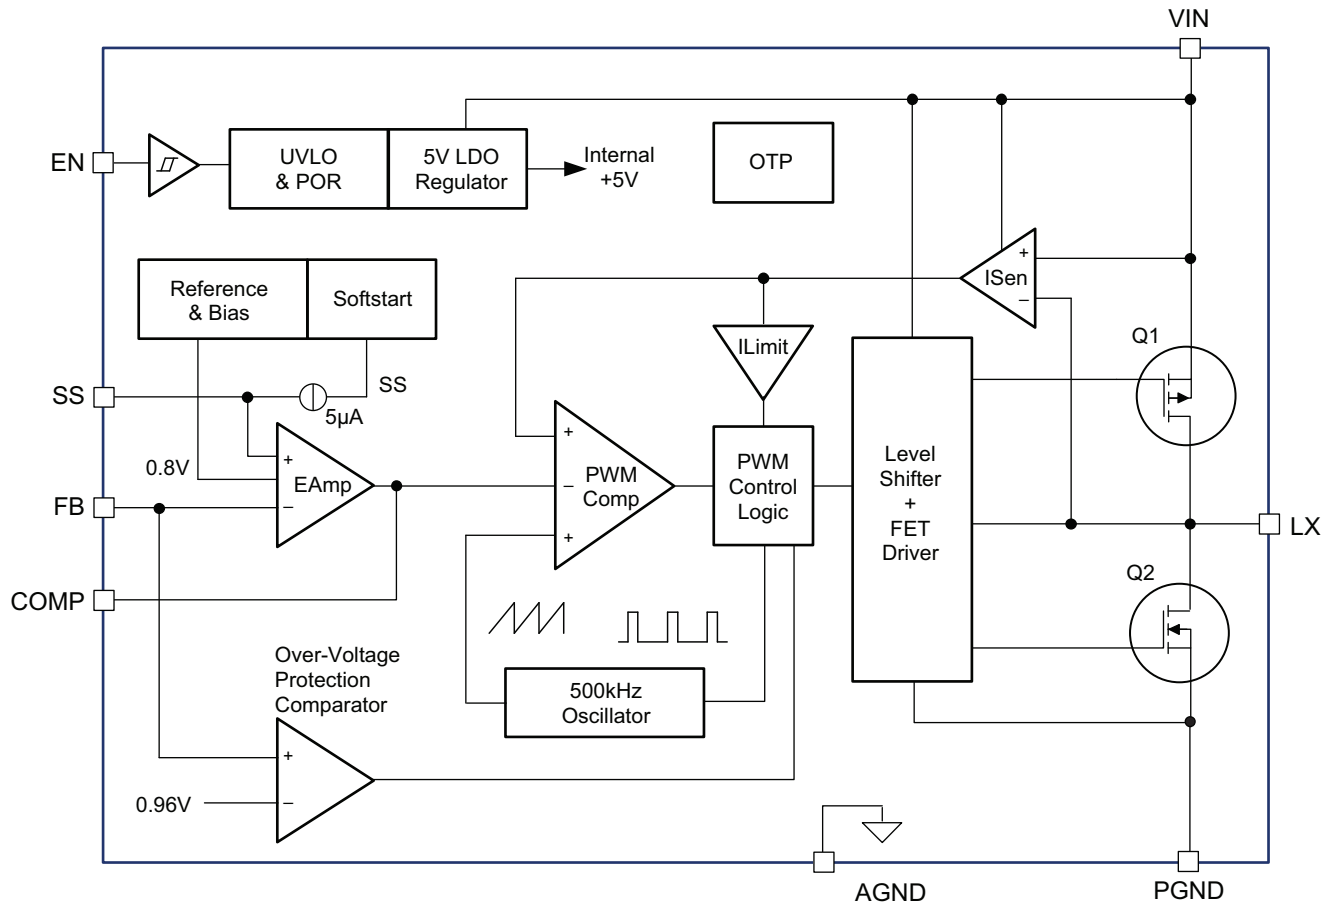 VIN
EN
UVLO
& POR
5V LDO
Regulator
Internal
+5V
OTP
+
ISen
−
Reference
& Bias
Softstart
ILimit
Q1
SS
SS
5µA
+
0.8V
EAmp
−
FB
+
−
PWM
Comp
+
PWM
Control
Logic
Level
Shifter
+
FET
Driver
LX
COMP
Q2
Over-Voltage
Protection
Comparator
500kHz
Oscillator
+
0.96V
−
AGND
PGND